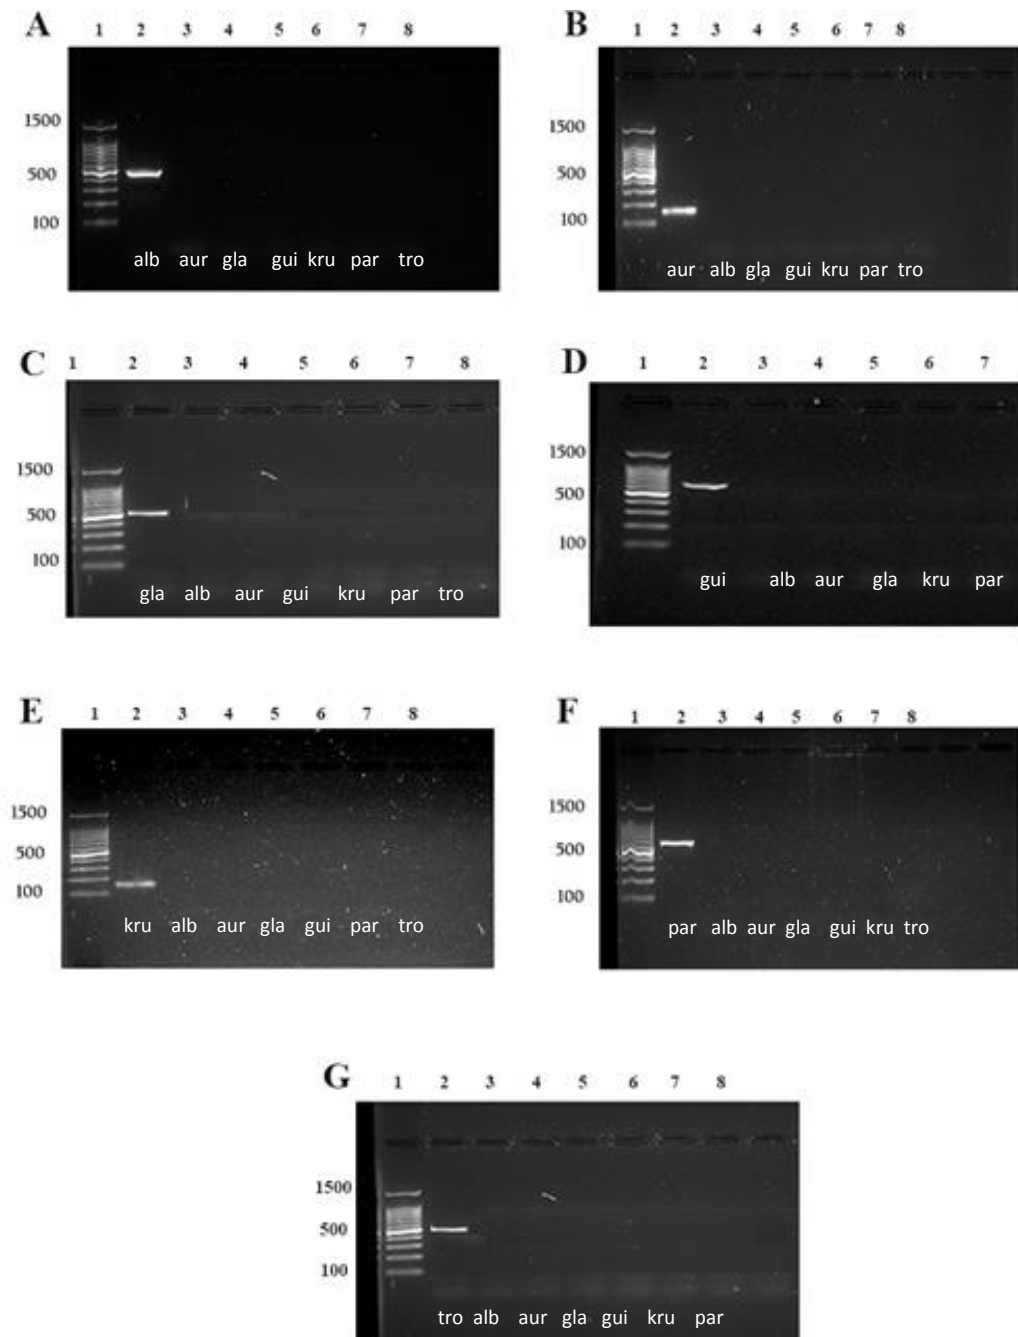 A 1 2 3 4 5 6 7 8
1500
500
100
alb aur gla gui kru par tro
B 1 2 3 4 5 6 7 8
1500
500
100
aur alb gla gui kru par tro
C 1 2 3 4 5 6 7 8
1500
500
100
gla alb aur gui kru par tro
D 1 2 3 4 5 6 7
1500
500
100
gui alb aur gla kru par
E 1 2 3 4 5 6 7 8
1500
500
100
kru alb aur gla gui par tro
F 1 2 3 4 5 6 7 8
1500
500
100
par alb aur gla gui kru tro
G 1 2 3 4 5 6 7 8
1500
500
100
tro alb aur gla gui kru par